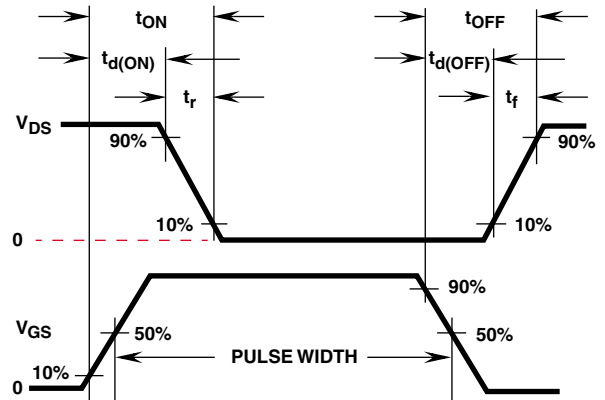 tON tOFF
td(ON) td(OFF)
tr tf
VDS
90% 90%
10% 10%
0
90%
VGS 50% 50%
PULSE WIDTH
10%
0